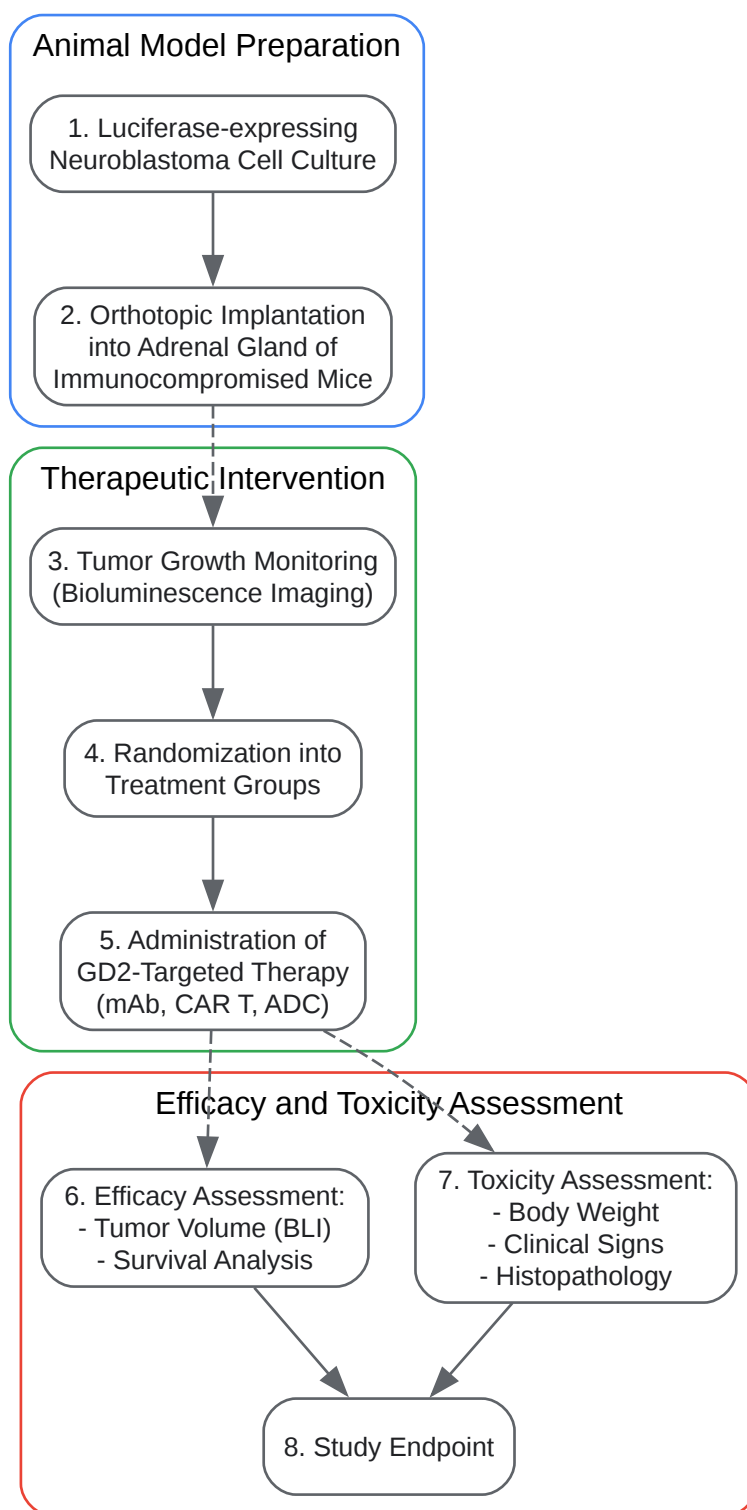 Animal Model Preparation
1. Luciferase-expressing
Neuroblastoma Cell Culture
2. Orthotopic Implantation
into Adrenal Gland of
Immunocompromised Mice
Therapeutic Intervention
3. Tumor Growth Monitoring
(Bioluminescence Imaging)
4. Randomization into
Treatment Groups
5. Administration of
GD2-Targeted Therapy
(mAb, CAR T, ADC)
Efficacy and Toxicity Assessment
6. Efficacy Assessment:
- Tumor Volume (BLI)
- Survival Analysis
7. Toxicity Assessment:
- Body Weight
- Clinical Signs
- Histopathology
8. Study Endpoint